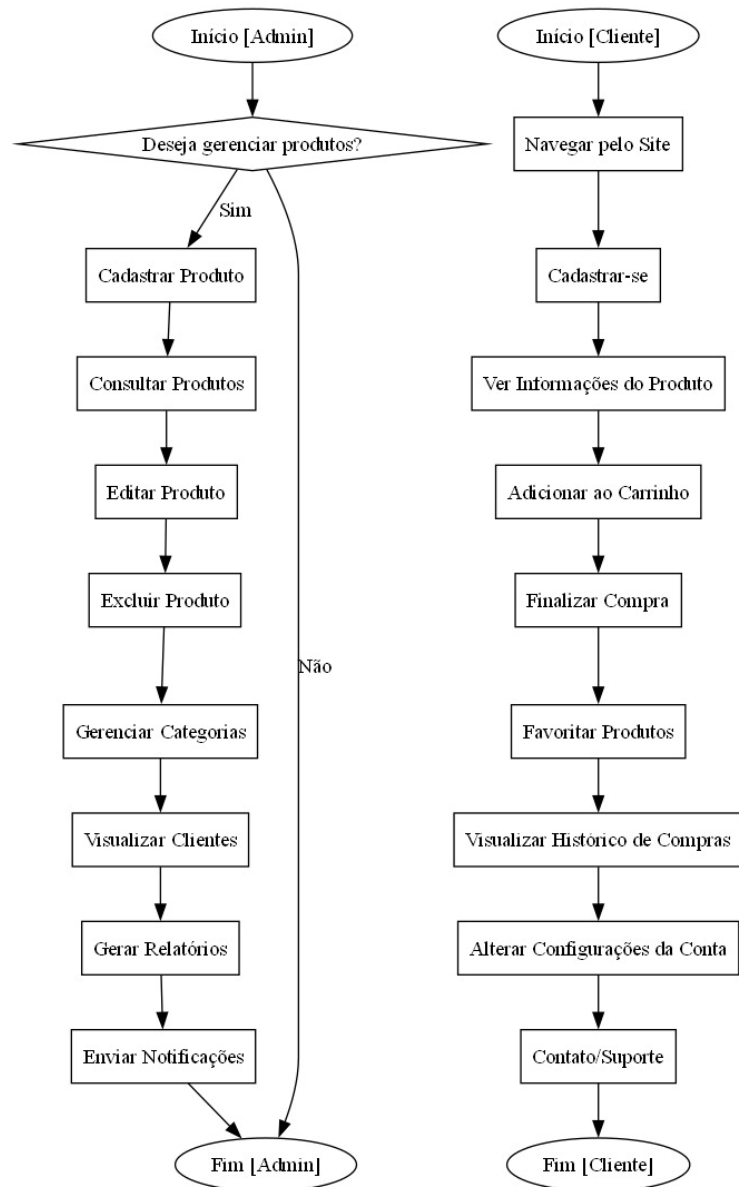 Início [Admin]
Deseja gerenciar produtos?
Sim
Cadastrar Produto
Consultar Produtos
Editar Produto
Excluir Produto
Não
Gerenciar Categorias
Visualizar Clientes
Gerar Relatórios
Enviar Notificações
Fim [Admin]
Início [Cliente]
Navegar pelo Site
Cadastrar-se
Ver Informações do Produto
Adicionar ao Carrinho
Finalizar Compra
Favoritar Produtos
Visualizar Histórico de Compras
Alterar Configurações da Conta
Contato/Suporte
Fim [Cliente]